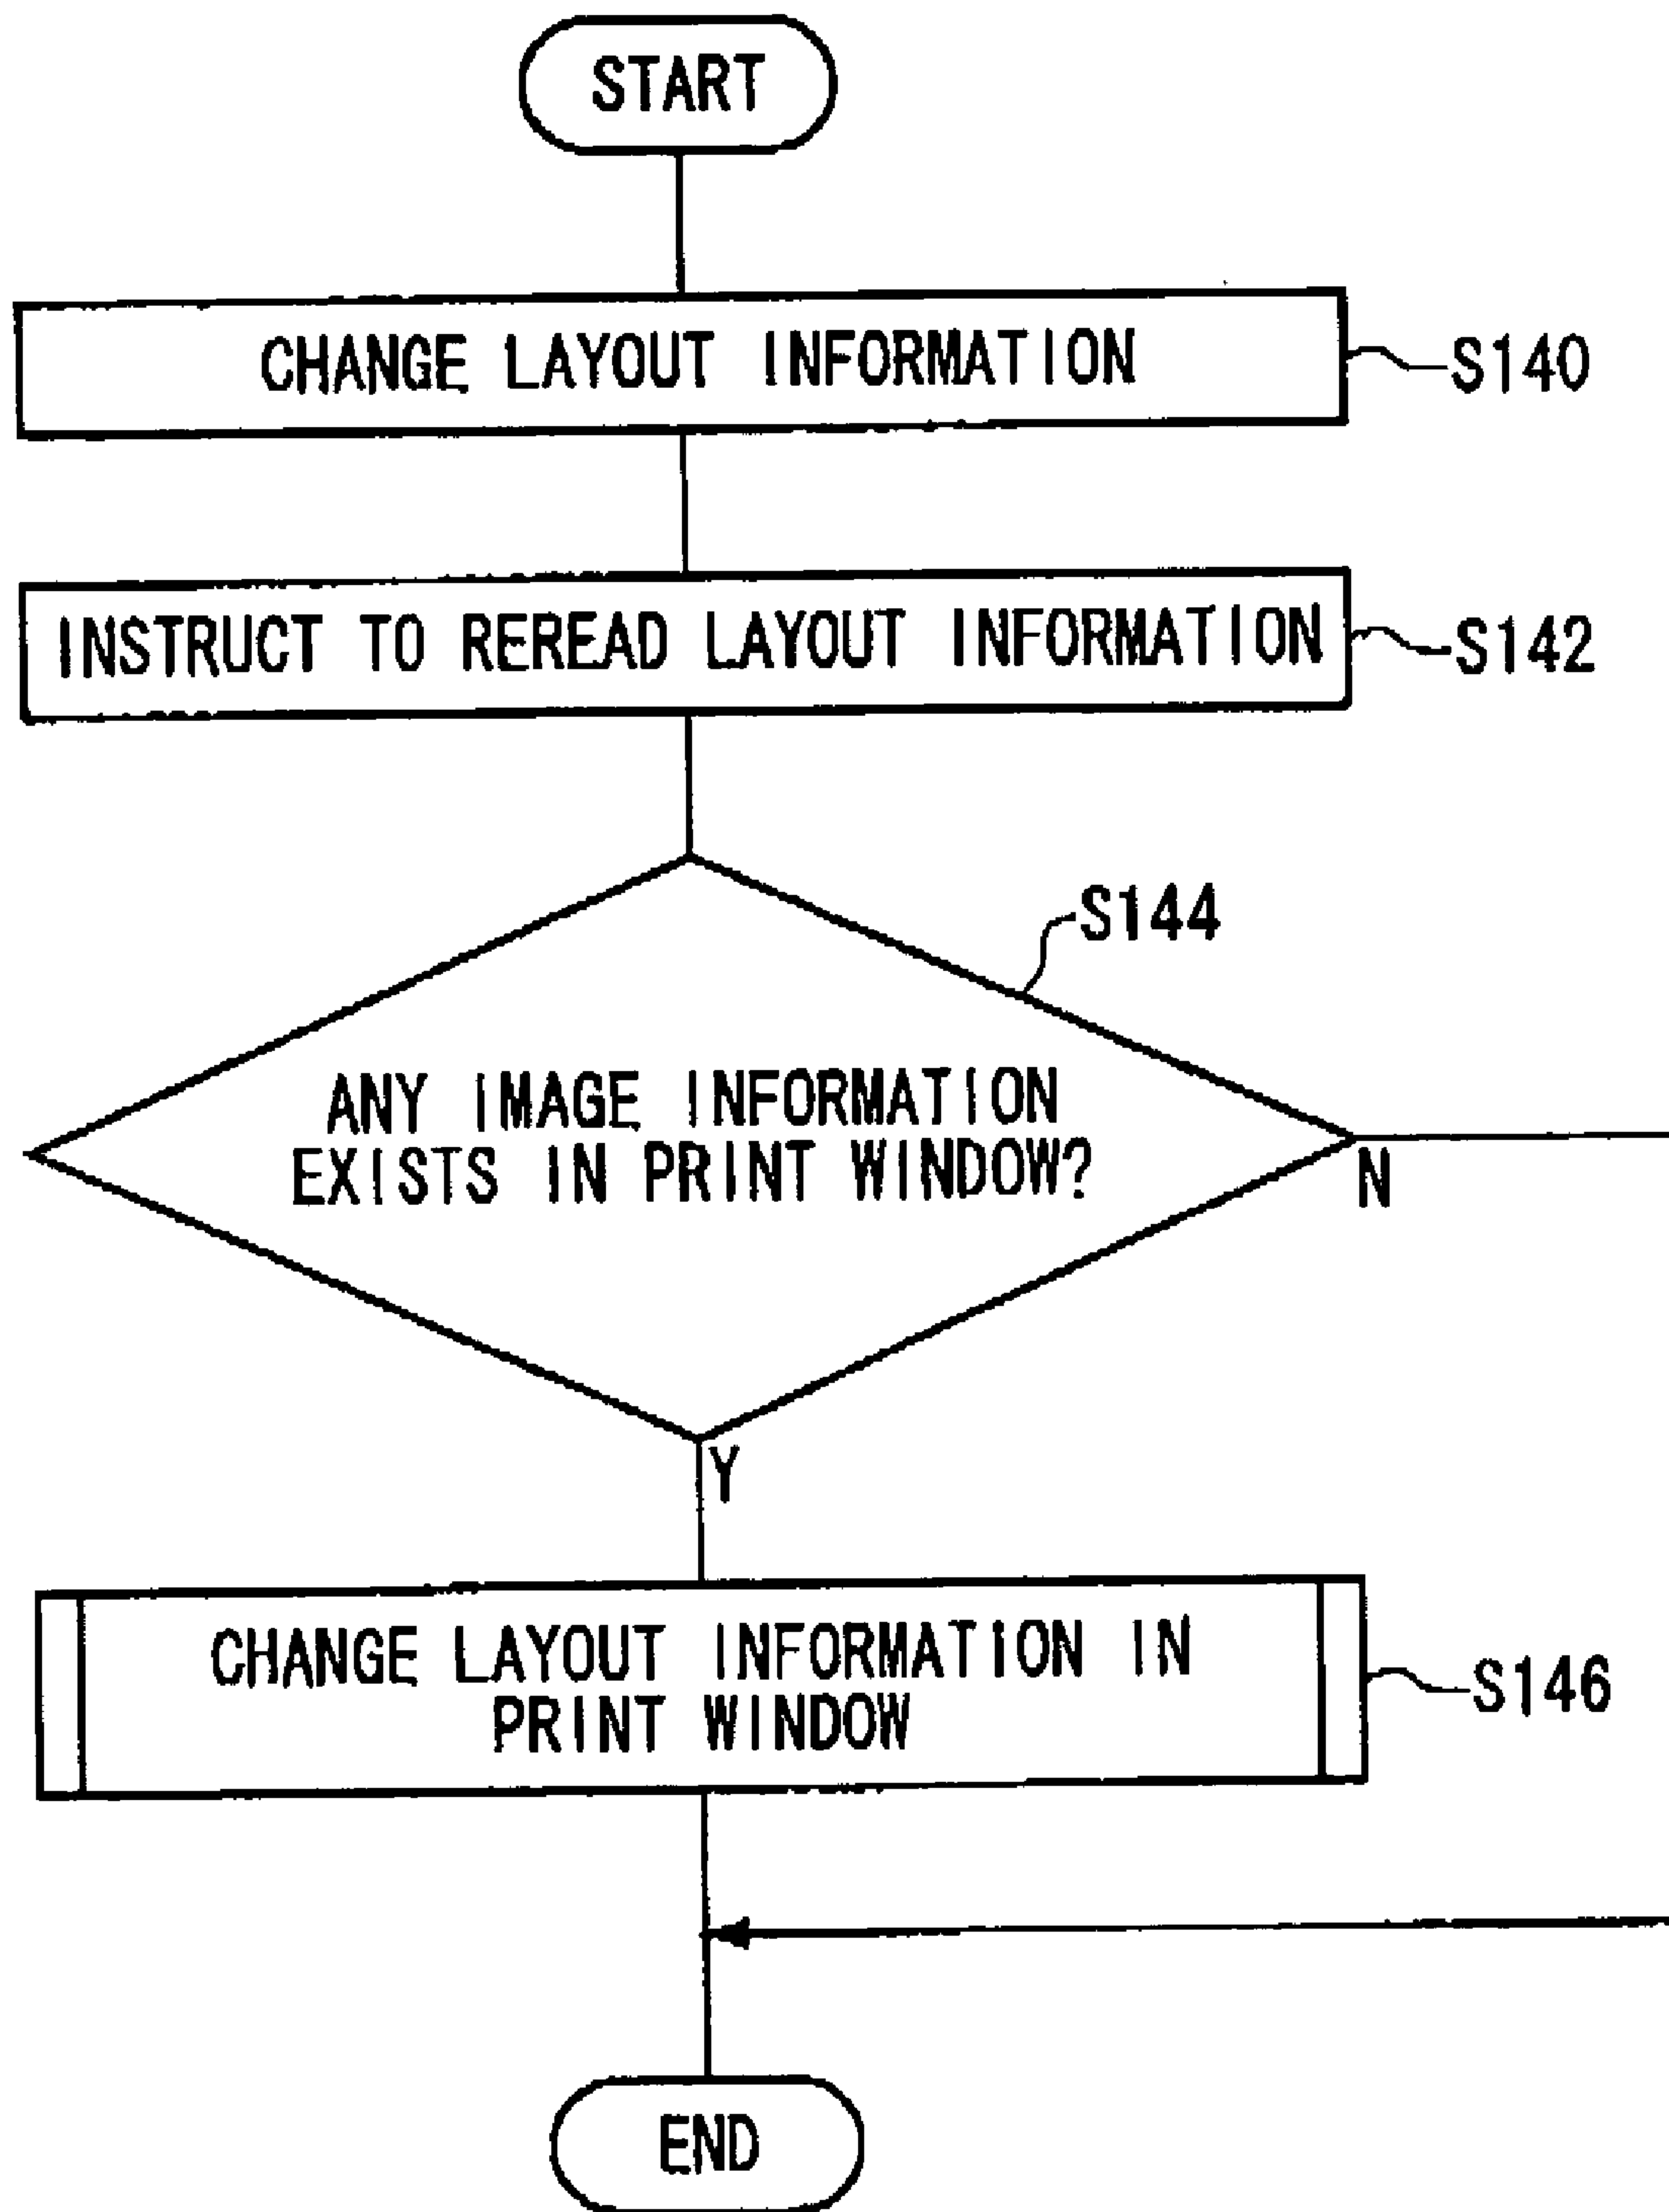 START
CHANGE LAYOUT INFORMATION
S140
INSTRUCT TO REREAD LAYOUT INFORMATION
S142
S144
ANY IMAGE INFORMATION
EXISTS IN PRINT WINDOW?
N
Y
CHANGE LAYOUT INFORMATION IN
PRINT WINDOW
S146
END